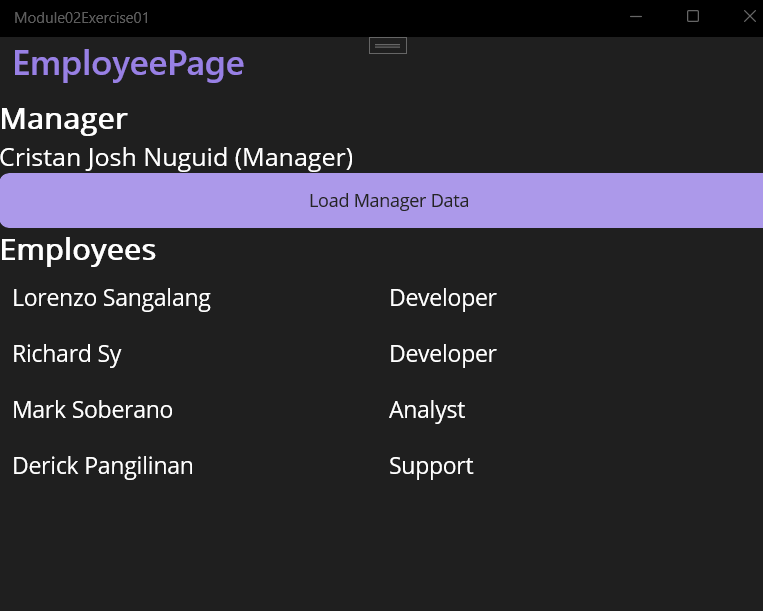 Module02Exercise01
EmployeePage
Manager
Cristan Josh Nuguid (Manager)
Load Manager Data
Employees
Lorenzo Sangalang Developer
Richard Sy Developer
Mark Soberano Analyst
Derick Pangilinan Support